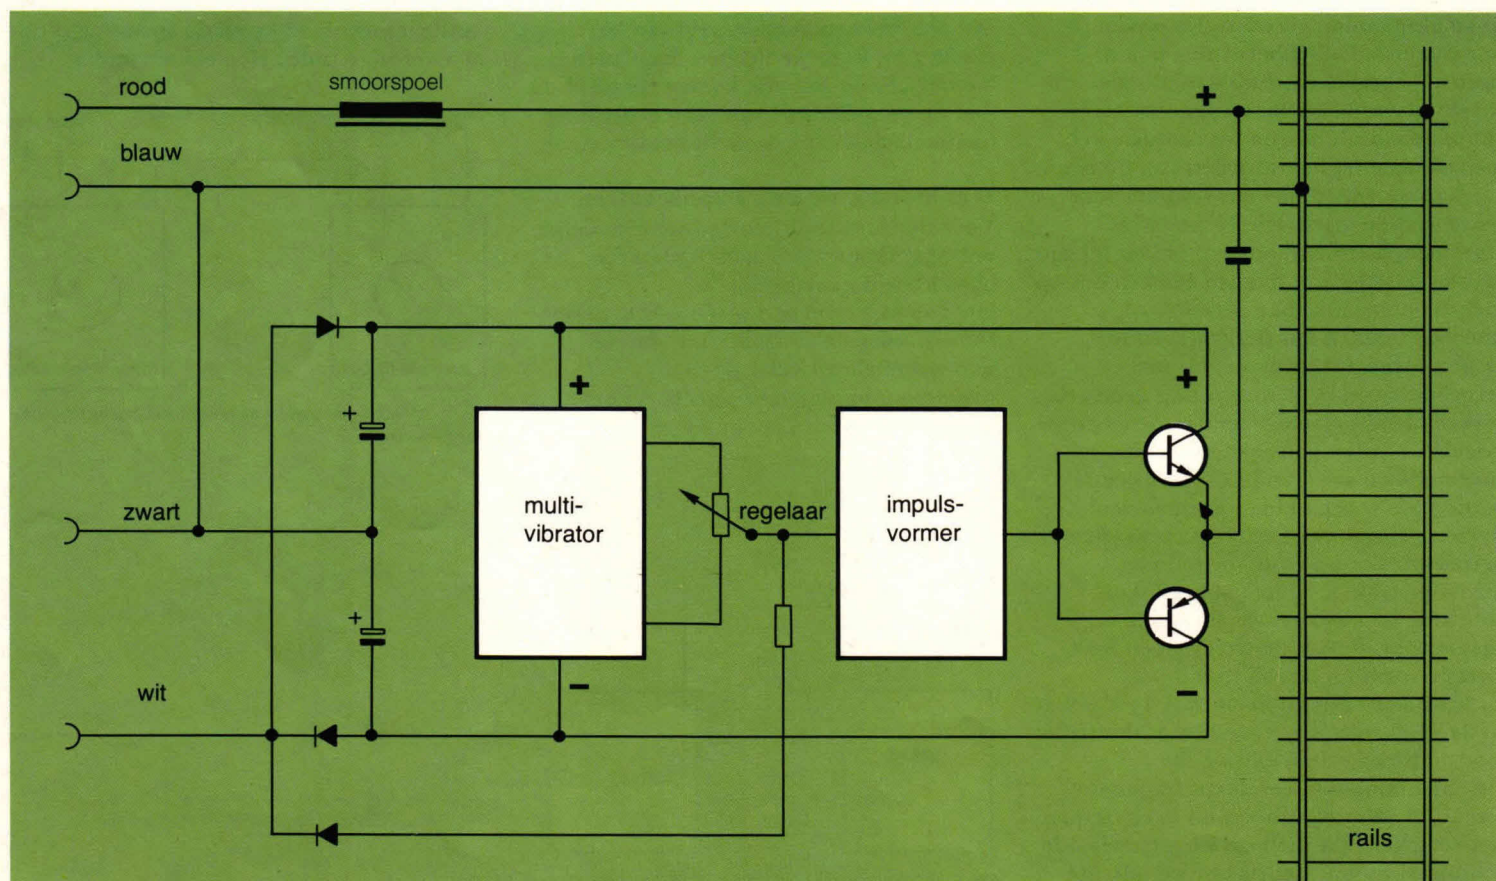 rood
smoorspoel
+
blauw
+
+
+
multi-
vibrator
regelaar
impuls-
vormer
zwart
+
−
−
wit
rails